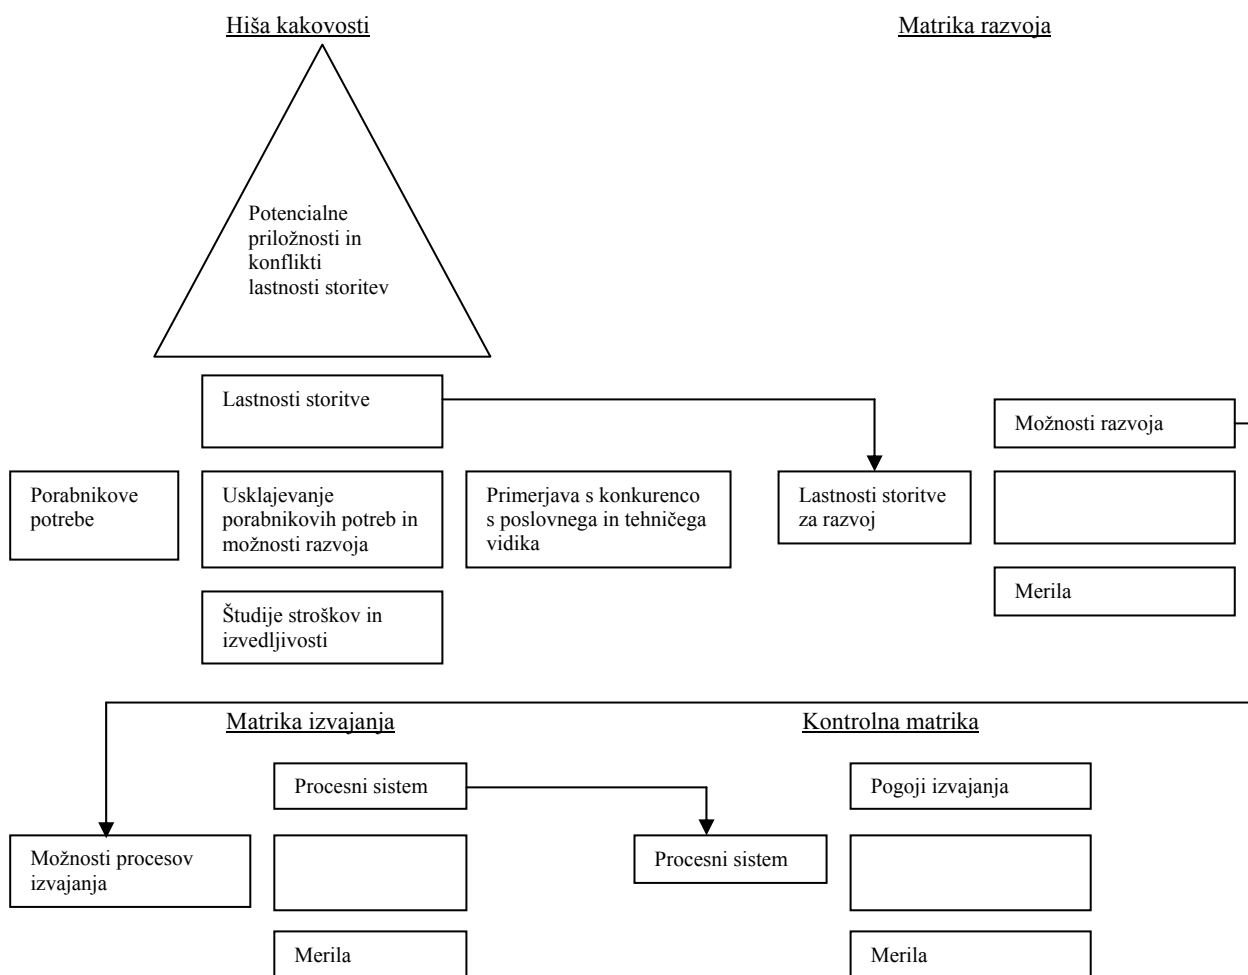 Hiša kakovosti
Matrika razvoja
Potencialne
priložnosti in
konflikti
lastnosti storitev
Lastnosti storitve
Možnosti razvoja
Porabnikove
potrebe
Usklajevanje
porabnikovih potreb in
možnosti razvoja
Primerjava s konkurenco
s poslovnega in tehničega
vidika
Lastnosti storitve
za razvoj
Merila
Študije stroškov in
izvedljivosti
Matrika izvajanja
Kontrolna matrika
Procesni sistem
Pogoji izvajanja
Možnosti procesov
izvajanja
Procesni sistem
Merila
Merila